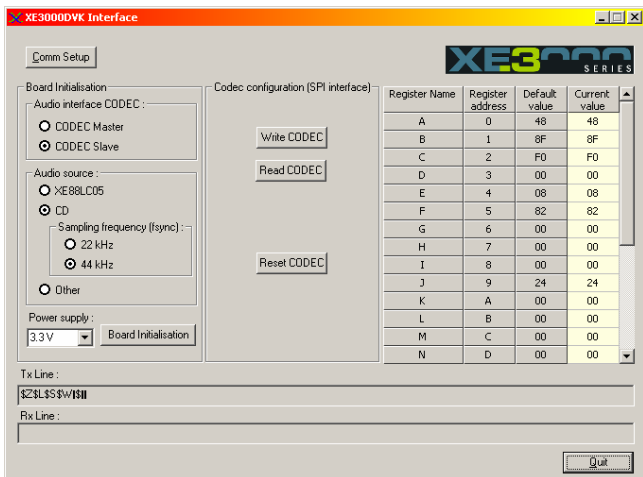 XE3000DVK Interface
Comm Setup
XE3000
SERIES
Board Initialisation
Audio interface CODEC :
CODEC Master
CODEC Slave
Audio source :
XE88LC05
CD
Sampling frequency (fsync) :
22 kHz
44 kHz
Other
Power supply :
3.3 V
Board Initialisation
Codec configuration (SPI interface)
Write CODEC
Read CODEC
Reset CODEC
Register Name Register address Default value Current value
A 0 48 48
B 1 8F 8F
C 2 F0 F0
D 3 00 00
E 4 08 08
F 5 82 82
G 6 00 00
H 7 00 00
I 8 00 00
J 9 24 24
K A 00 00
L B 00 00
M C 00 00
N D 00 00
Tx Line :
Rx Line :
Quit